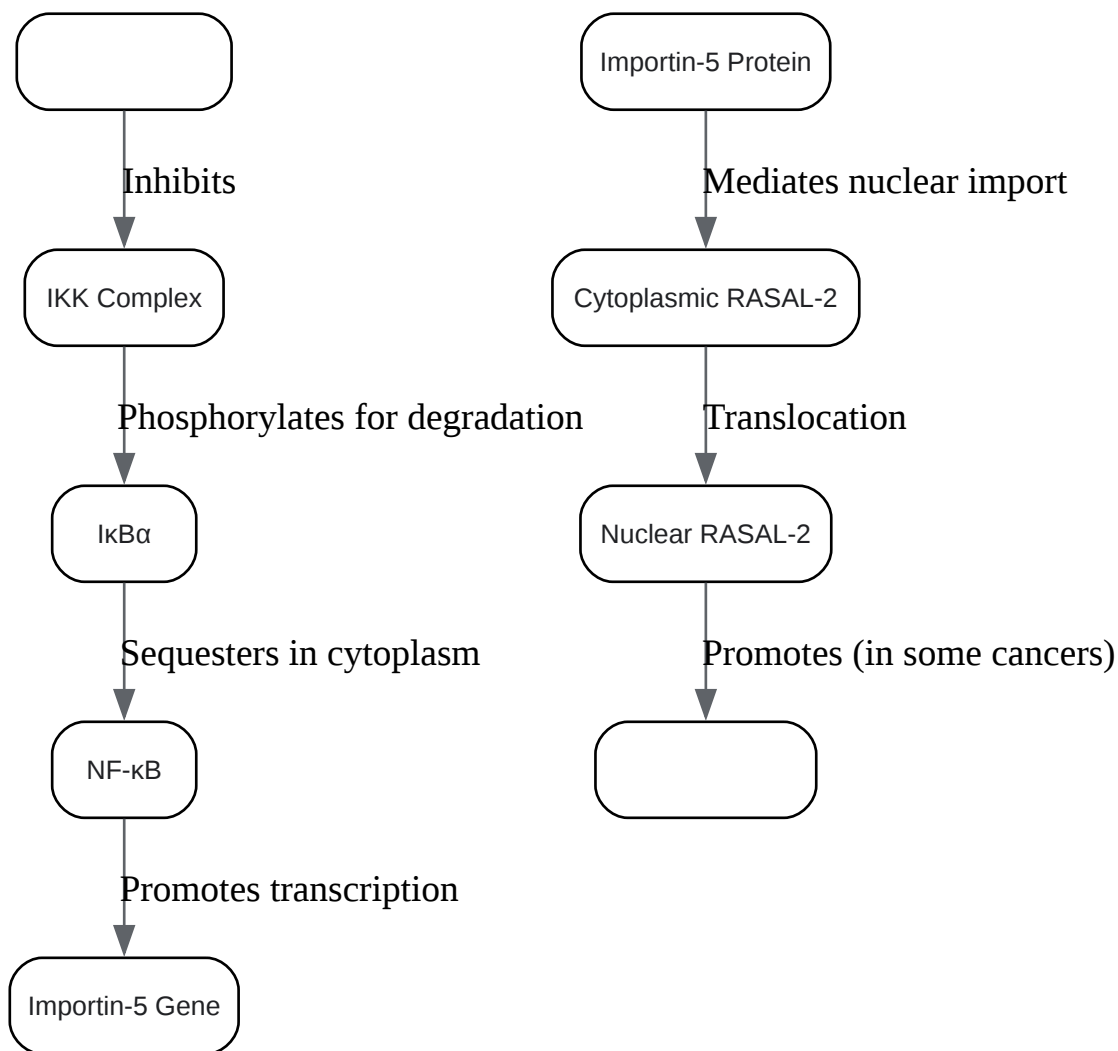 Importin-5 Protein
Inhibits
Mediates nuclear import
IKK Complex
Cytoplasmic RASAL-2
Phosphorylates for degradation
Translocation
IκBα
Nuclear RASAL-2
Sequesters in cytoplasm
Promotes (in some cancers)
NF-κB
Promotes transcription
Importin-5 Gene